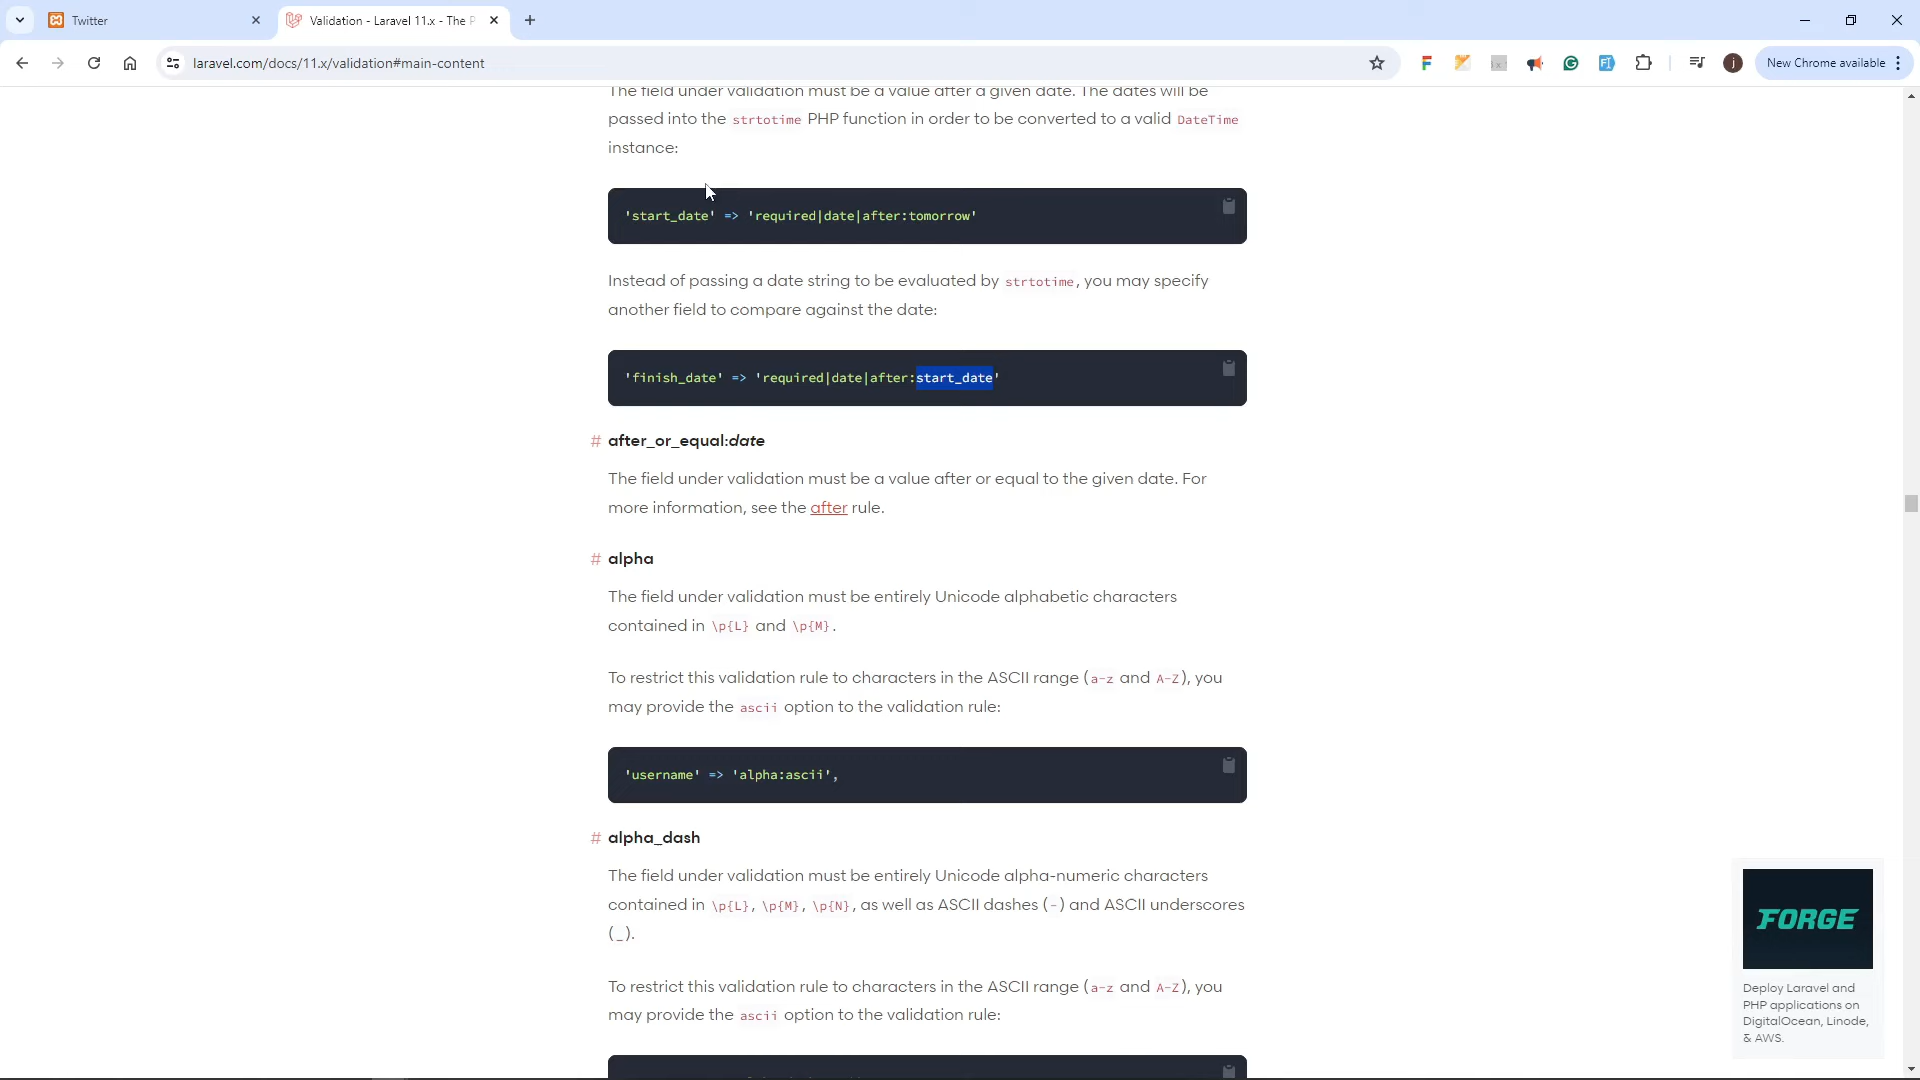 Twitter
Validation - Laravel 11.x - The P
laravel.com/docs/11.x/validation#main-content
j
New Chrome available
The field under validation must be a value after a given date. The dates will be
passed into the strtotime PHP function in order to be converted to a valid DateTime
instance:
'start_date' => 'required|date|after:tomorrow'
Instead of passing a date string to be evaluated by strtotime, you may specify
another field to compare against the date:
'finish_date' => 'required|date|after:start_date'
# after_or_equal:date
The field under validation must be a value after or equal to the given date. For
more information, see the after rule.
# alpha
The field under validation must be entirely Unicode alphabetic characters
contained in \p{L} and \p{M}.
To restrict this validation rule to characters in the ASCII range (a-z and A-Z), you
may provide the ascii option to the validation rule:
'username' => 'alpha:ascii',
# alpha_dash
The field under validation must be entirely Unicode alpha-numeric characters
contained in \p{L}, \p{M}, \p{N}, as well as ASCII dashes (-) and ASCII underscores
(_).
To restrict this validation rule to characters in the ASCII range (a-z and A-Z), you
may provide the ascii option to the validation rule:
FORGE
Deploy Laravel and
PHP applications on
DigitalOcean, Linode,
& AWS.